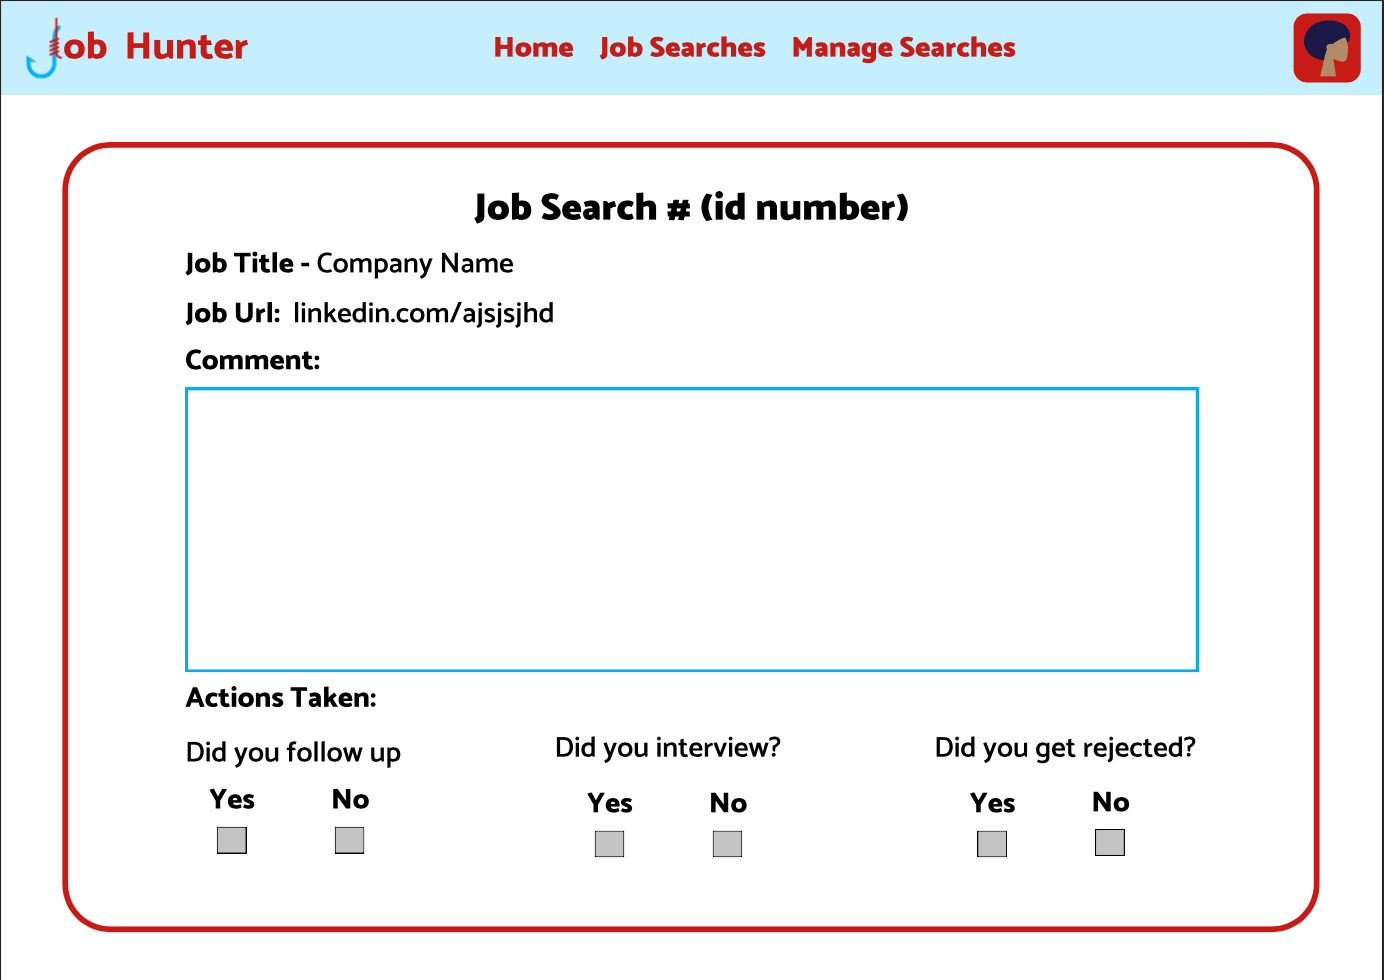 Job Hunter
Home Job Searches Manage Searches
Job Search # (id number)
Job Title - Company Name
Job Url: linkedin.com/ajsjsjhd
Comment:
Actions Taken:
Did you follow up
Yes No
Did you interview?
Yes No
Did you get rejected?
Yes No